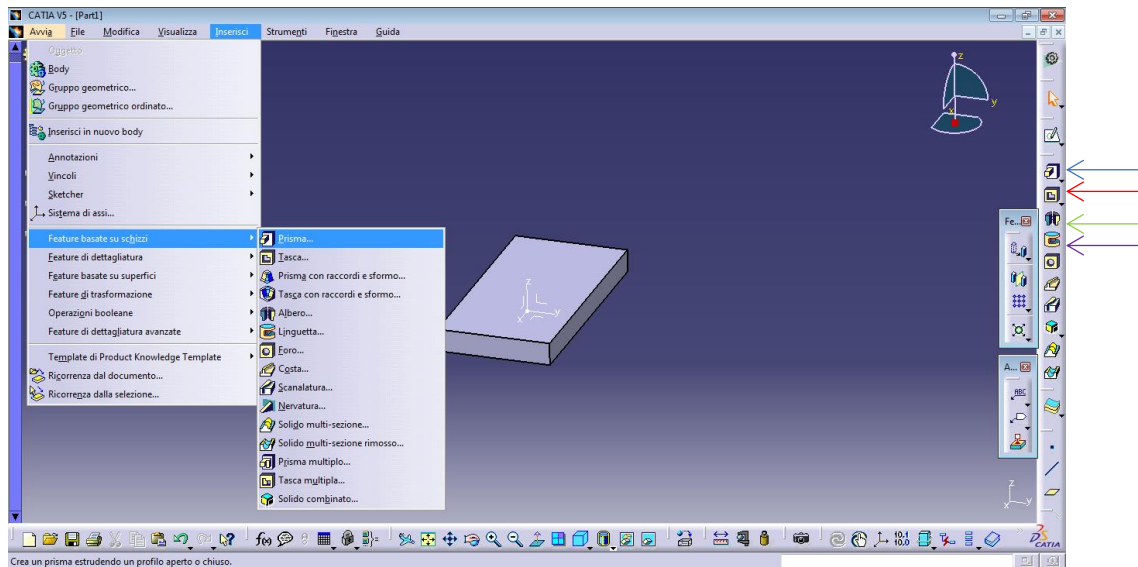 CATIA V5 - [Part1]
Avvia File Modifica Visualizza Inserisci Strumenti Finestra Guida
Oggetto
Body
Gruppo geometrico...
Gruppo geometrico ordinato...
Inserisci in nuovo body
Annotazioni
Vincoli
Sketcher
Sistema di assi...
Feature basate su schizzi
Feature di dettagliatura
Feature basate su superfici
Feature di trasformazione
Operazioni booleane
Feature di dettagliatura avanzate
Template di Product Knowledge Template
Ricorrenza dal documento...
Ricorrenza dalla selezione...
Prisma...
Tasca...
Prisma con raccordi e sformo...
Tasca con raccordi e sformo...
Albero...
Linguetta...
Foro...
Costa...
Scanalatura...
Nervatura...
Solido multi-sezione...
Solido multi-sezione rimosso...
Prisma multiplo...
Tasca multipla...
Solido combinato...
z
y
x
z
y
x
Fe...
A...
ABC
z
y
x
f(x)
10.1
10.0
CATIA
Crea un prisma estrudendo un profilo aperto o chiuso.